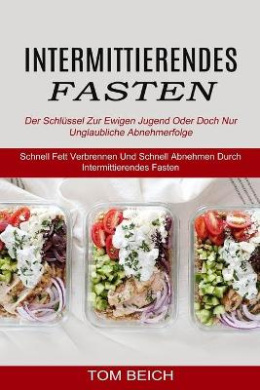 INTERMITTIERENDES
FASTEN
Der Schlüssel Zur Ewigen Jugend Oder Doch Nur
Unglaubliche Abnehmerfolge
Schnell Fett Verbrennen Und Schnell Abnehmen Durch
Intermittierendes Fasten
TOM BEICH